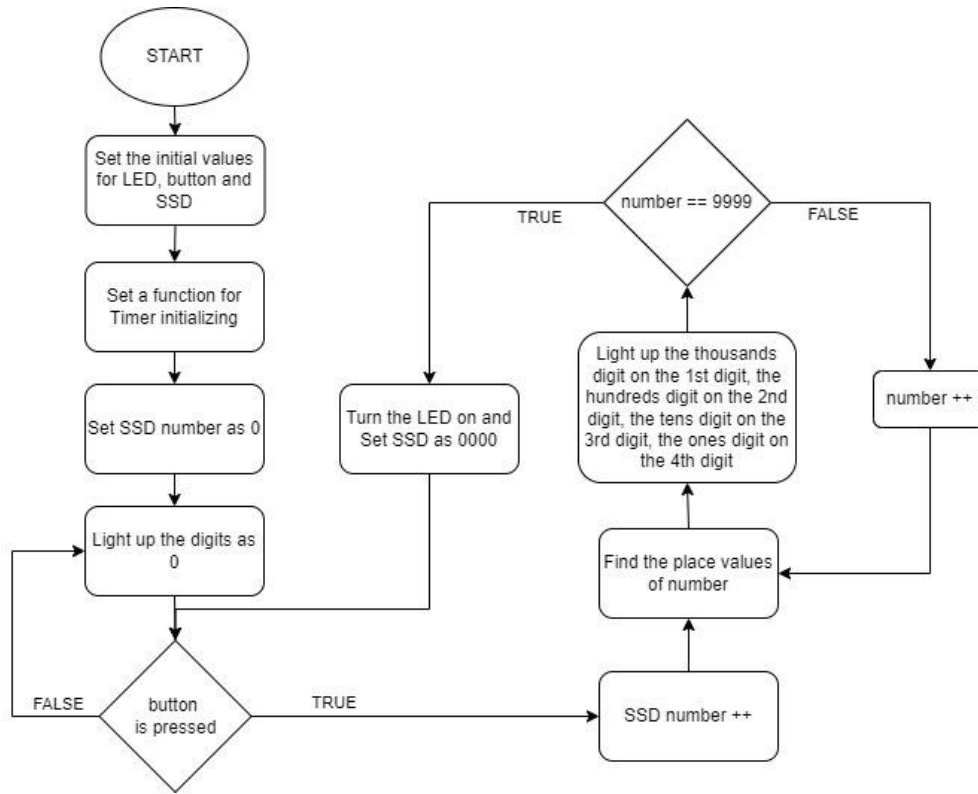 START
Set the initial values
for LED, button and
SSD
Set a function for
Timer initializing
Set SSD number as 0
Light up the digits as
0
button
is pressed
FALSE
TRUE
SSD number ++
Find the place values
of number
Light up the thousands
digit on the 1st digit, the
hundreds digit on the 2nd
digit, the tens digit on the
3rd digit, the ones digit on
the 4th digit
number == 9999
TRUE
FALSE
Turn the LED on and
Set SSD as 0000
number ++